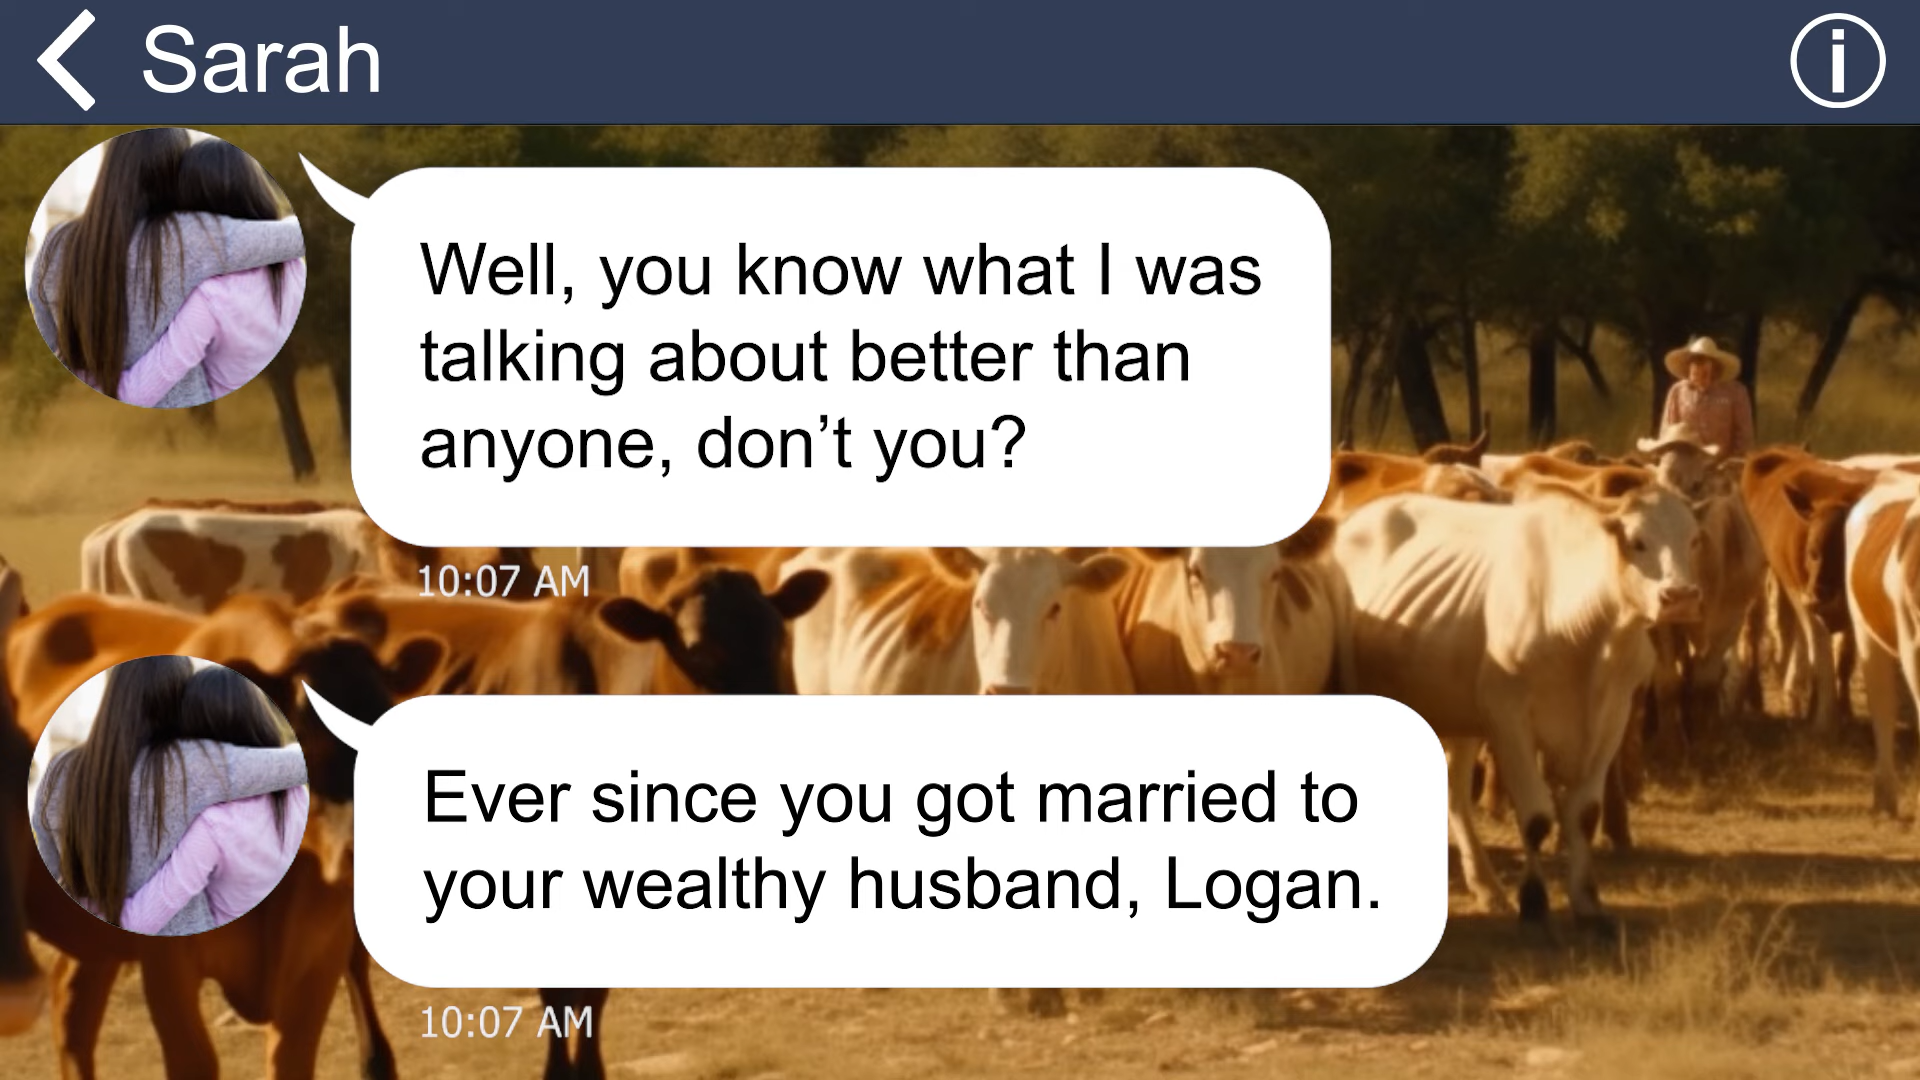 Sarah
Well, you know what I was
talking about better than
anyone, don’t you?
10:07 AM
Ever since you got married to
your wealthy husband, Logan.
10:07 AM